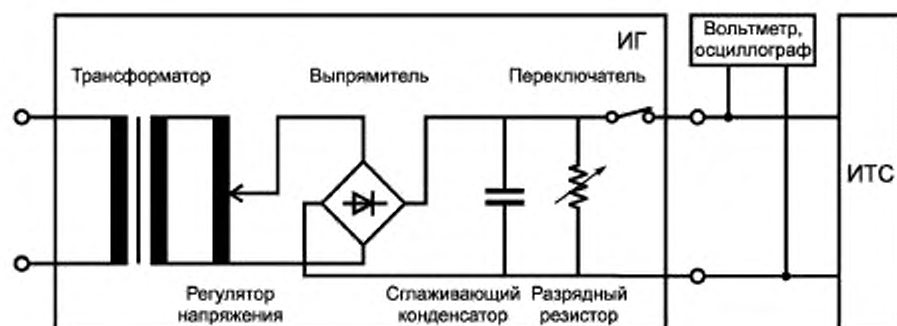 ИГ
Вольтметр,
осциллограф
Трансформатор
Выпрямитель
Переключатель
ИТС
Регулятор
напряжения
Сглаживающий
конденсатор
Разрядный
резистор